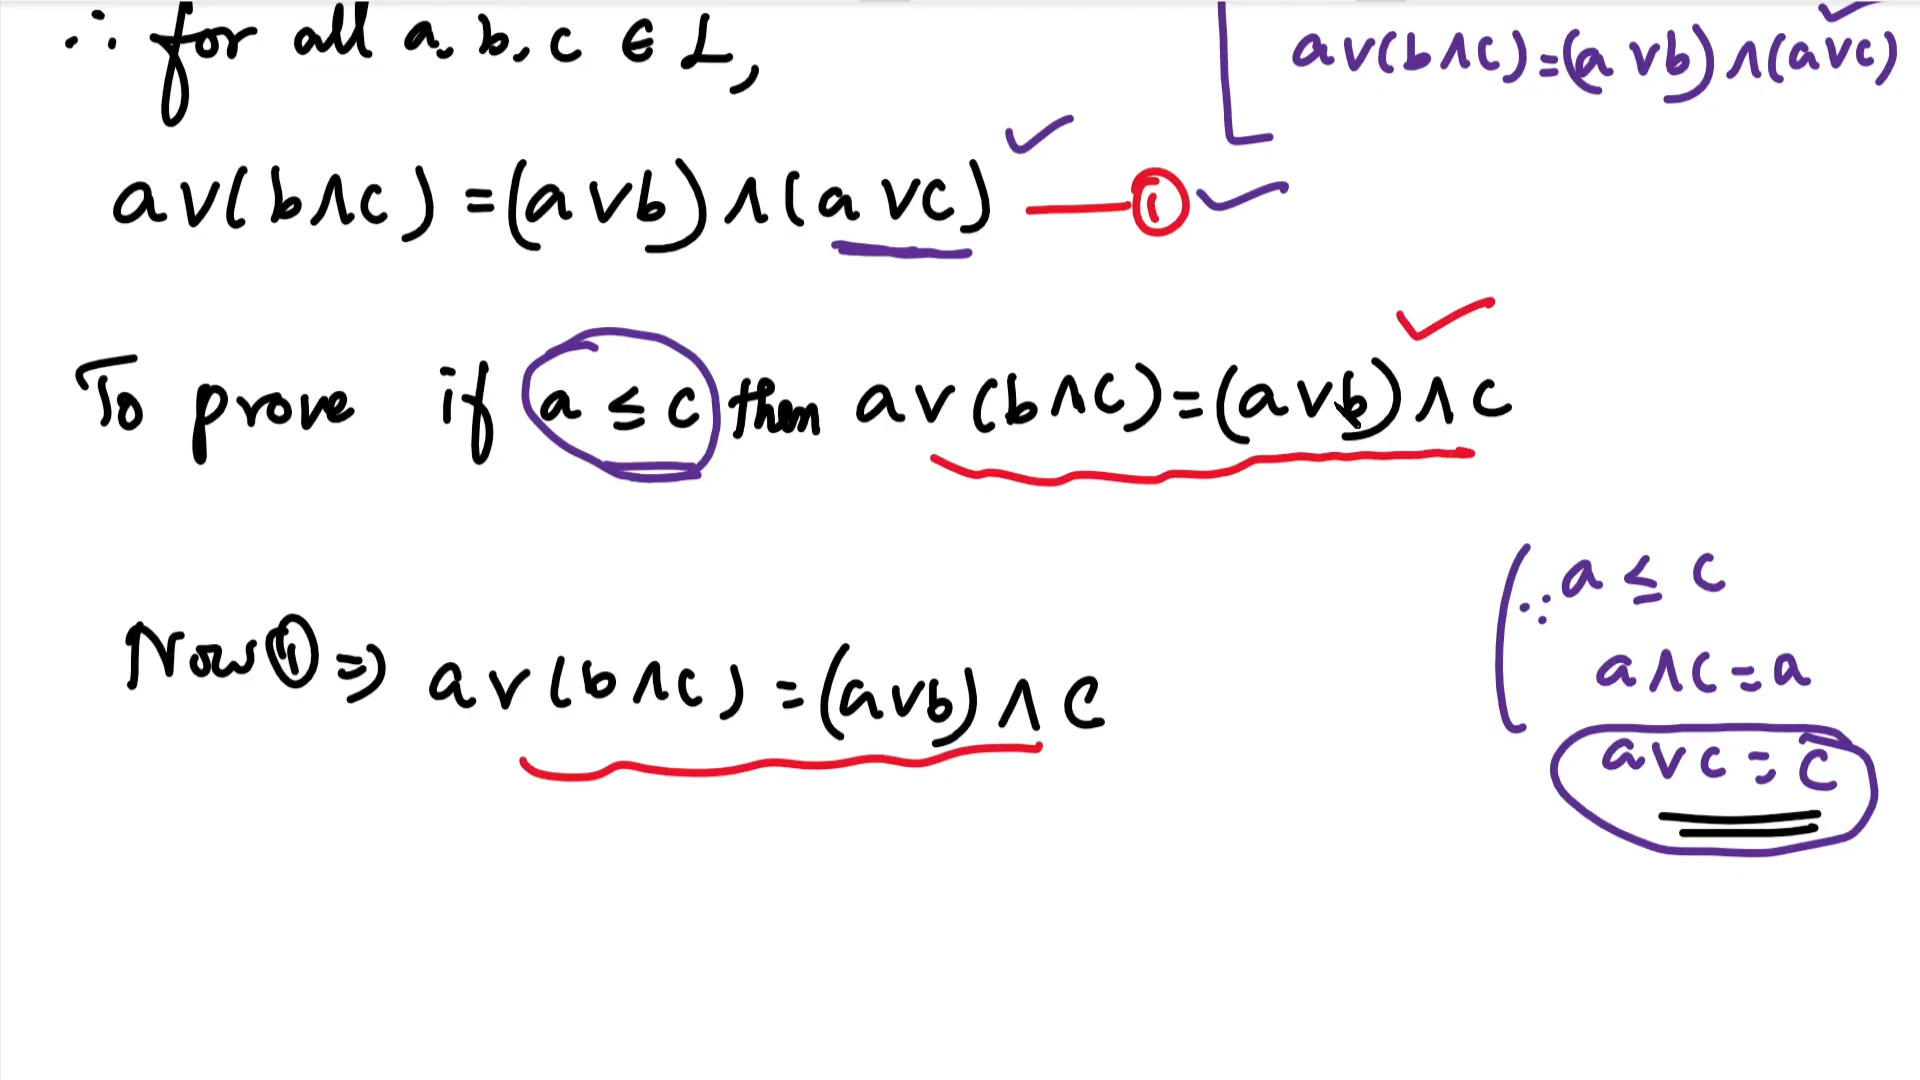 ∴ for all a, b, c ∈ L,
a∨(b∧c)=(a∨b)∧(a∨c)
a∨(b∧c)=(a∨b)∧(a∨c) — ①
To prove if a ≤ c then a∨(b∧c)=(a∨b)∧c
∵ a ≤ c
a∧c=a
a∨c=c
Now ① ⇒ a∨(b∧c)=(a∨b)∧c